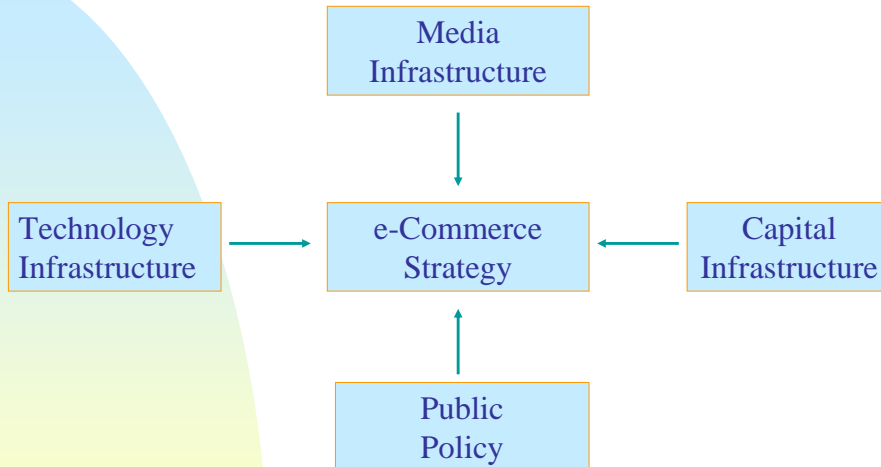 Media
Infrastructure
Technology
Infrastructure
e-Commerce
Strategy
Capital
Infrastructure
Public
Policy